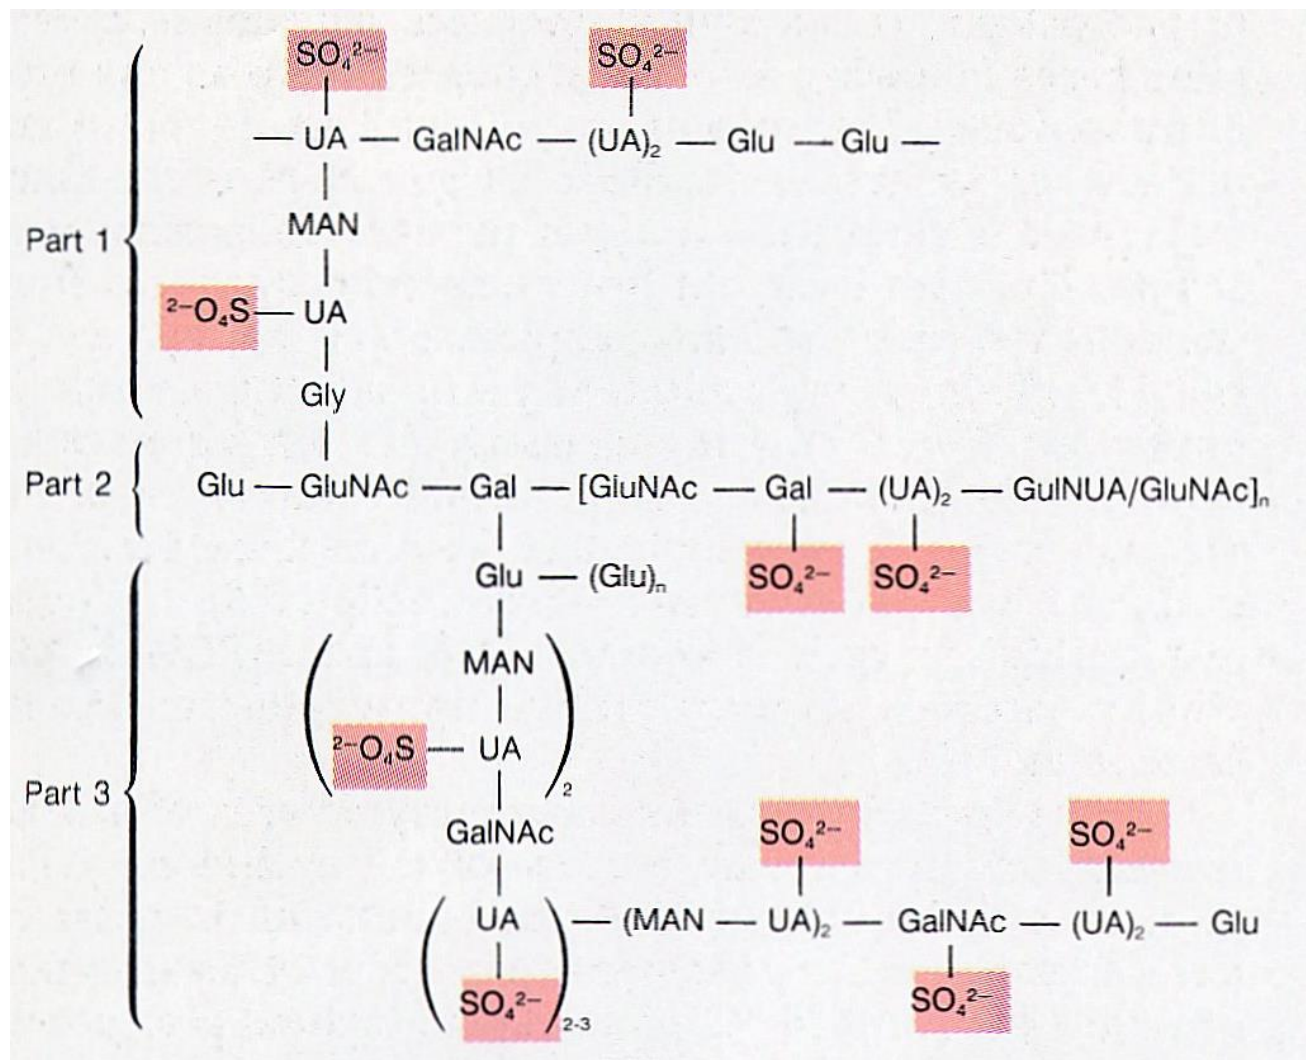 SO₄²⁻ SO₄²⁻
— UA — GalNAc — (UA)₂ — Glu — Glu —
MAN
Part 1
²⁻O₄S — UA
Gly
Part 2 Glu — GluNAc — Gal — [GluNAc — Gal — (UA)₂ — GulNUA/GluNAc]ₙ
Glu — (Glu)ₙ SO₄²⁻ SO₄²⁻
MAN
²⁻O₄S — UA
2
Part 3
GalNAc SO₄²⁻ SO₄²⁻
( UA ) — (MAN — UA)₂ — GalNAc — (UA)₂ — Glu
SO₄²⁻ SO₄²⁻
2-3